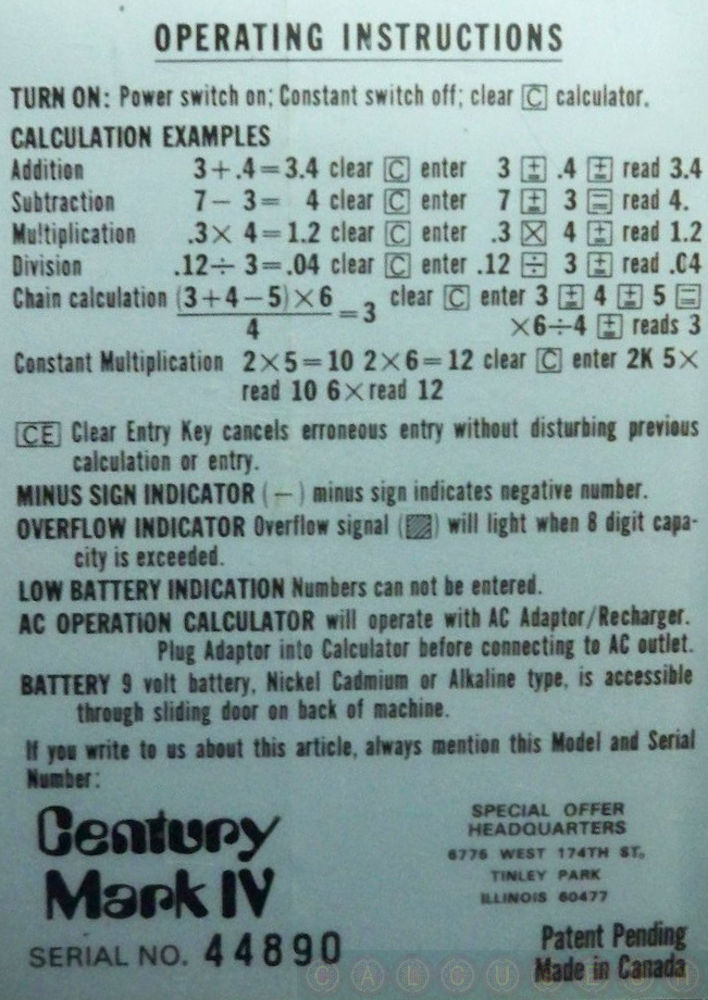 OPERATING INSTRUCTIONS
TURN ON: Power switch on; Constant switch off; clear [C] calculator.
CALCULATION EXAMPLES
Addition 3+.4=3.4 clear [C] enter 3 [±] .4 [±] read 3.4
Subtraction 7− 3= 4 clear [C] enter 7 [±] 3 [=] read 4.
Multiplication .3× 4=1.2 clear [C] enter .3 [×] 4 [±] read 1.2
Division .12÷ 3=.04 clear [C] enter .12 [÷] 3 [±] read .04
Chain calculation (3+4−5)×6 / 4 =3 clear [C] enter 3 [±] 4 [±] 5 [=]
×6÷4 [±] reads 3
Constant Multiplication 2×5=10 2×6=12 clear [C] enter 2K 5×
read 10 6× read 12
[CE] Clear Entry Key cancels erroneous entry without disturbing previous
calculation or entry.
MINUS SIGN INDICATOR (−) minus sign indicates negative number.
OVERFLOW INDICATOR Overflow signal (▨) will light when 8 digit capa-
city is exceeded.
LOW BATTERY INDICATION Numbers can not be entered.
AC OPERATION CALCULATOR will operate with AC Adaptor/Recharger.
Plug Adaptor into Calculator before connecting to AC outlet.
BATTERY 9 volt battery, Nickel Cadmium or Alkaline type, is accessible
through sliding door on back of machine.
If you write to us about this article, always mention this Model and Serial
Number:
Century
Mark IV
SERIAL NO. 44890
SPECIAL OFFER
HEADQUARTERS
6776 WEST 174TH ST.
TINLEY PARK
ILLINOIS 60477
Patent Pending
Made in Canada